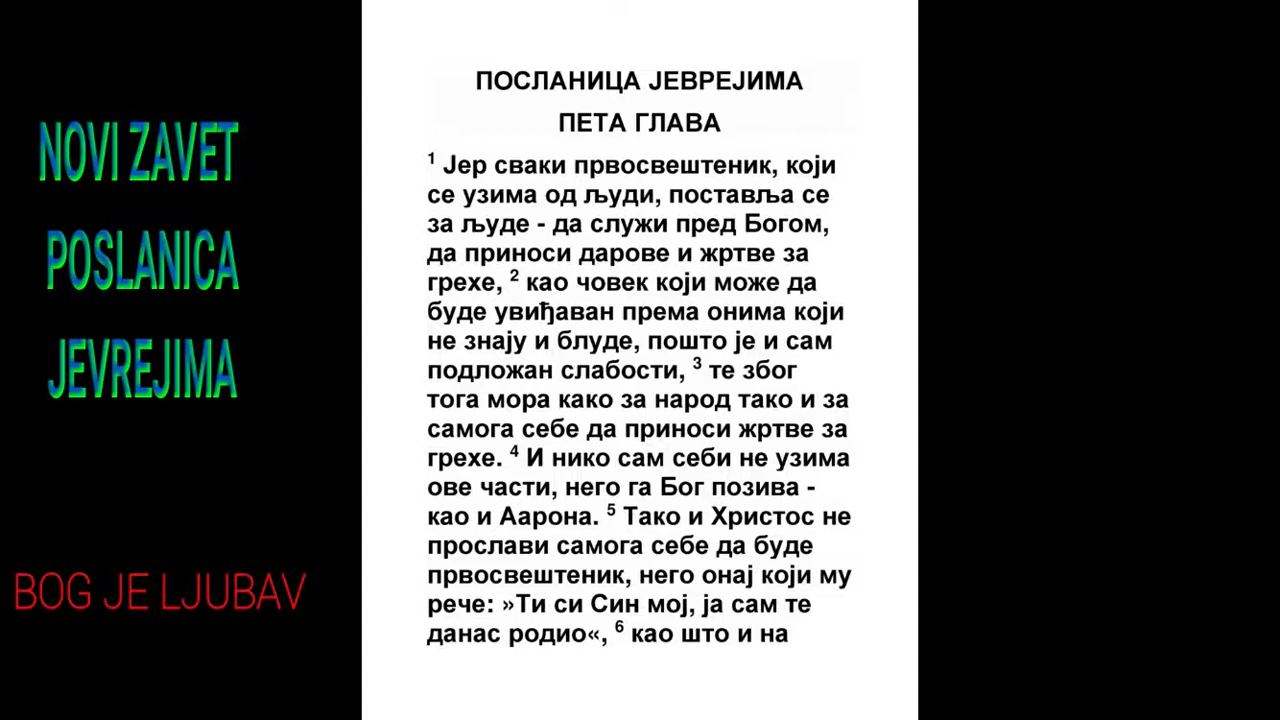 NOVI ZAVET
POSLANICA
JEVREJIMA
BOG JE LJUBAV
ПОСЛАНИЦА ЈЕВРЕЈИМА
ПЕТА ГЛАВА
1 Јер сваки првосвештеник, који
се узима од људи, поставља се
за људе - да служи пред Богом,
да приноси дарове и жртве за
грехе, 2 као човек који може да
буде увиђаван према онима који
не знају и блуде, пошто је и сам
подложан слабости, 3 те због
тога мора како за народ тако и за
самога себе да приноси жртве за
грехе. 4 И нико сам себи не узима
ове части, него га Бог позива -
као и Аарона. 5 Тако и Христос не
прослави самога себе да буде
првосвештеник, него онај који му
рече: »Ти си Син мој, ја сам те
данас родио«, 6 као што и на